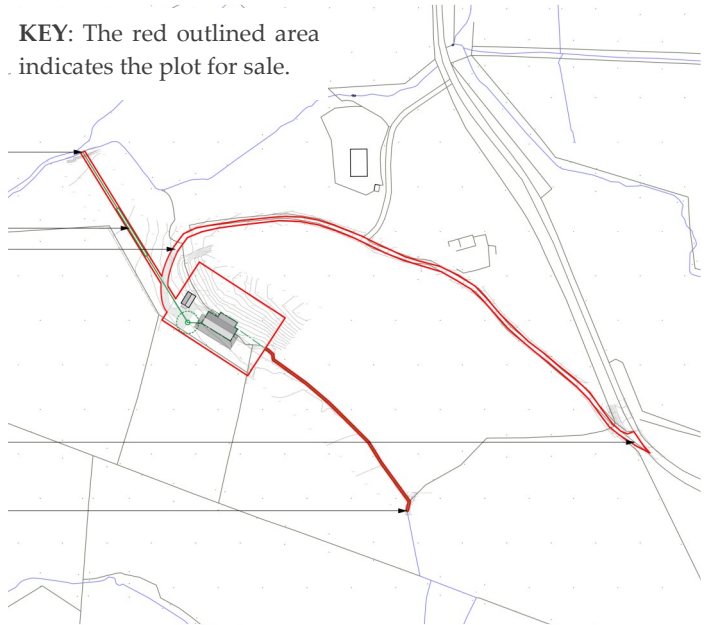 KEY: The red outlined area
indicates the plot for sale.